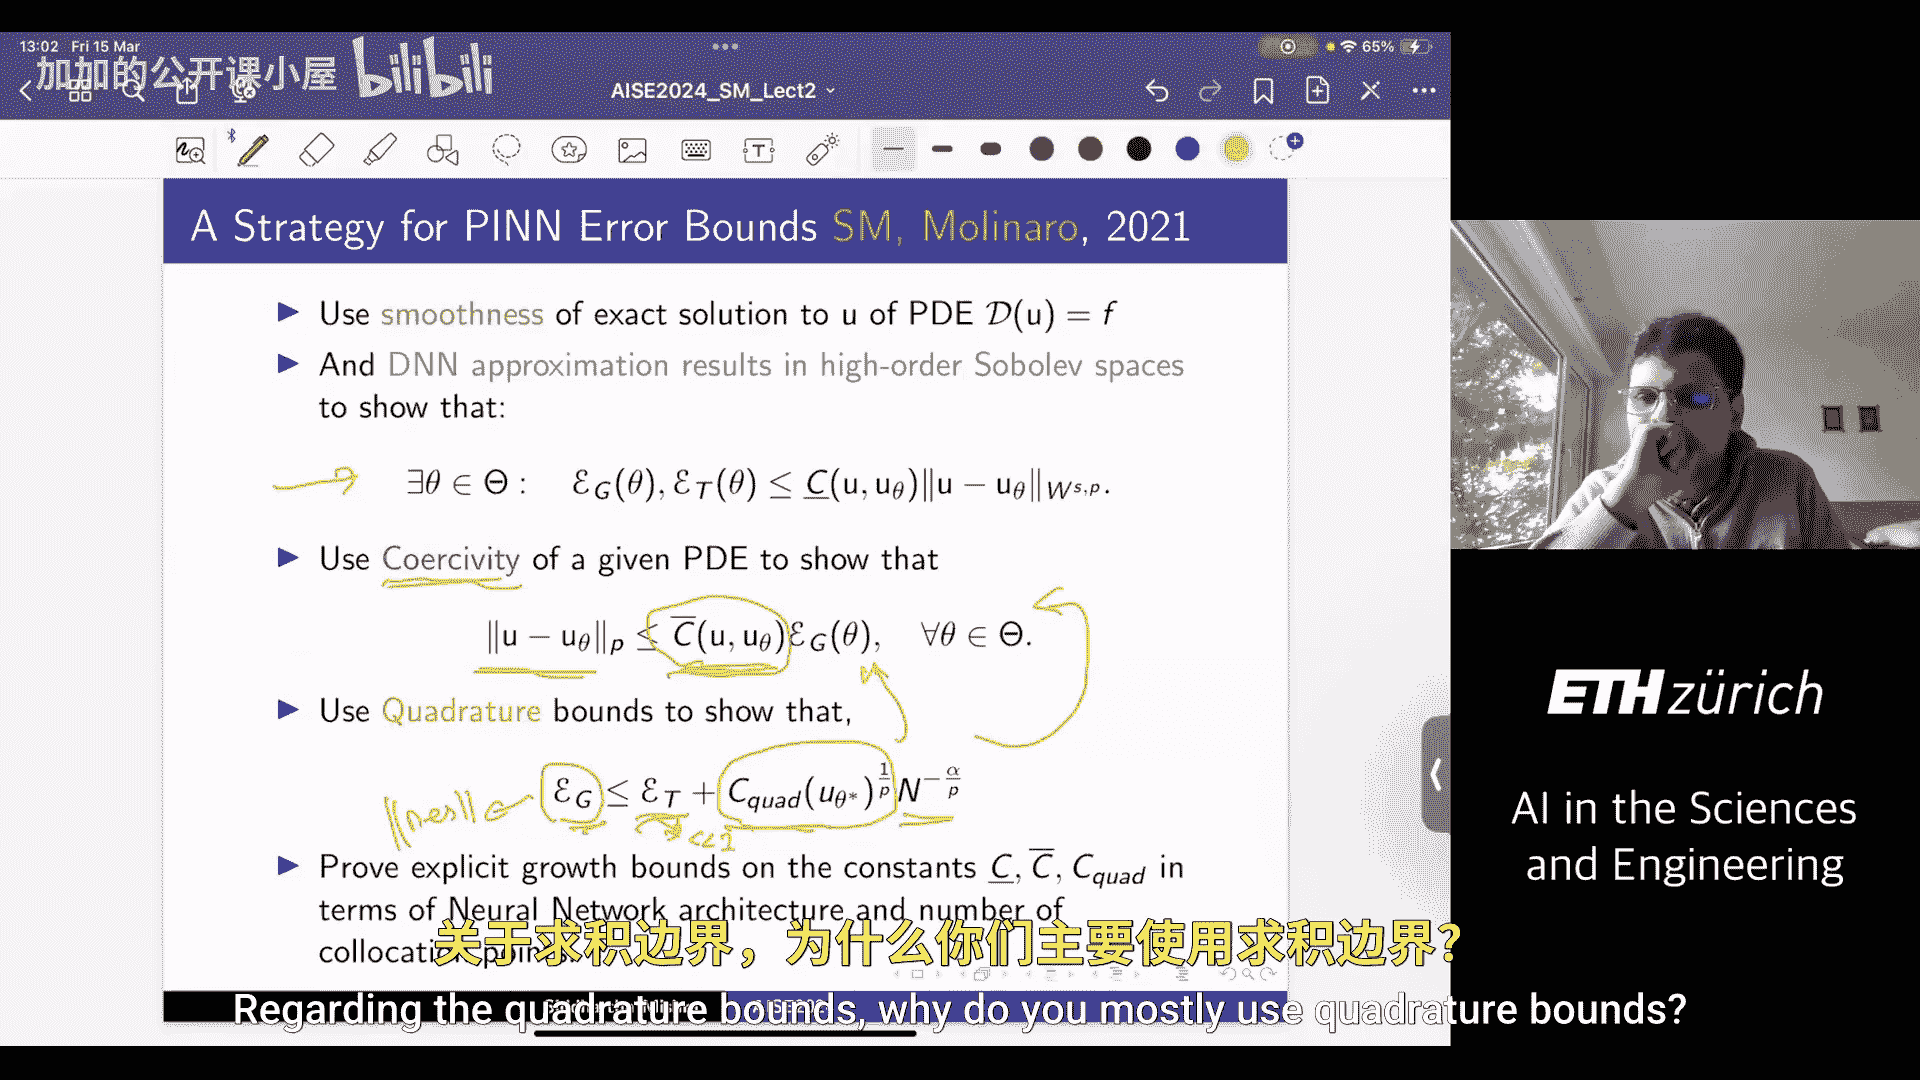 13:02 Fri 15 Mar
65%
加加的公开课小屋 bilibili
AISE2024_SM_Lect2
A Strategy for PINN Error Bounds SM, Molinaro, 2021
Use smoothness of exact solution to u of PDE 𝒟(u) = f
And DNN approximation results in high-order Sobolev spaces
to show that:
∃θ ∈ Θ : ℰ_G(θ), ℰ_T(θ) ≤ C̲(u, u_θ)‖u − u_θ‖_{W^{s,p}}.
Use Coercivity of a given PDE to show that
‖u − u_θ‖_p ≤ C̅(u, u_θ)ℰ_G(θ), ∀θ ∈ Θ.
Use Quadrature bounds to show that,
‖res‖ ℰ_G ≤ ℰ_T + C_{quad}(u_{θ*})^{1/p} N^{−α/p}
Prove explicit growth bounds on the constants C̲, C̅, C_{quad} in
terms of Neural Network architecture and number of
ETH zürich
AI in the Sciences
and Engineering
关于求积边界，为什么你们主要使用求积边界？
Regarding the quadrature bounds, why do you mostly use quadrature bounds?